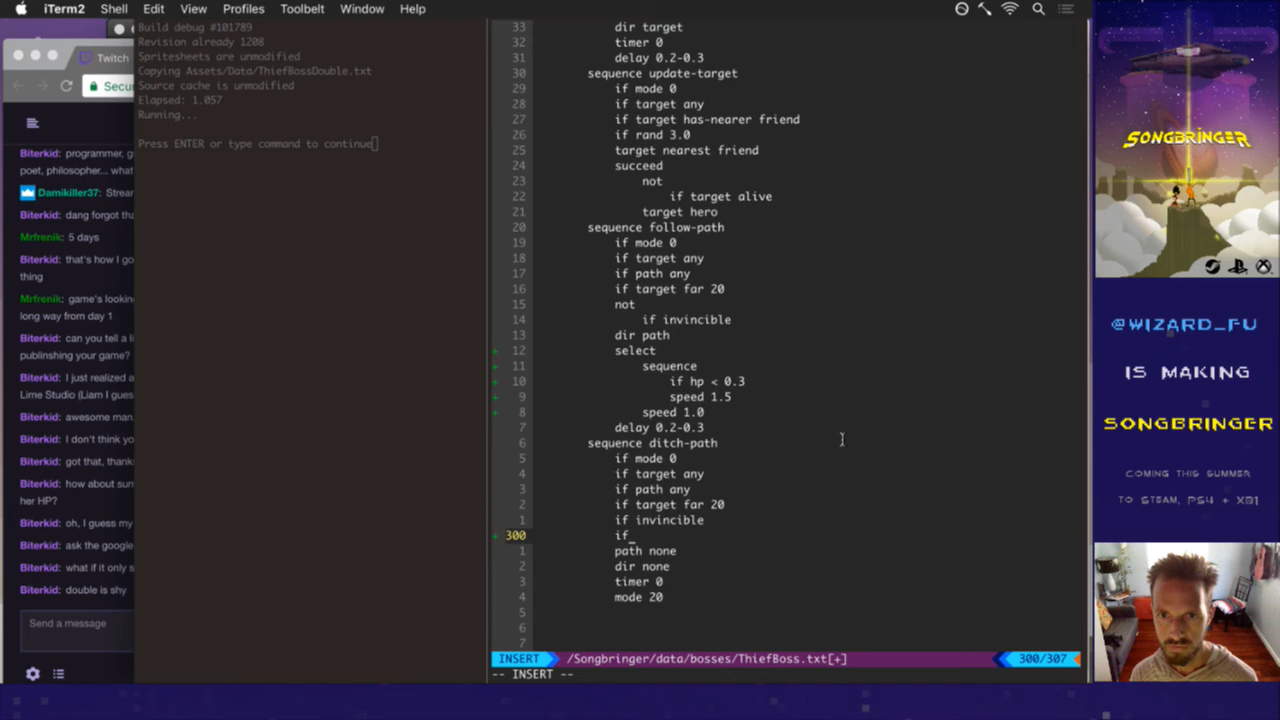 iTerm2 Shell Edit View Profiles Toolbelt Window Help
Twitch
Secu
Biterkid: programmer, g
poet, philosopher... what
Damikiller37: Strear
Biterkid: dang forgot tha
Mrfrenik: 5 days
Biterkid: that's how I go
thing
Mrfrenik: game's looking
long way from day 1
Biterkid: can you tell a li
publinshing your game?
Biterkid: I just realized a
Lime Studio (Liam I gues
Biterkid: awesome man.
Biterkid: I don't think yo
Biterkid: got that, thank
Biterkid: how about sun
her HP?
Biterkid: oh, I guess my
Biterkid: ask the google
Biterkid: what if it only s
Biterkid: double is shy
Send a message
Build debug #101789
Revision already 1208
Spritesheets are unmodified
Copying Assets/Data/ThiefBossDouble.txt
Source cache is unmodified
Elapsed: 1.057
Running...
Press ENTER or type command to continue
33 dir target
32 timer 0
31 delay 0.2-0.3
30 sequence update-target
29 if mode 0
28 if target any
27 if target has-nearer friend
26 if rand 3.0
25 target nearest friend
24 succeed
23 not
22 if target alive
21 target hero
20 sequence follow-path
19 if mode 0
18 if target any
17 if path any
16 if target far 20
15 not
14 if invincible
13 dir path
+ 12 select
+ 11 sequence
+ 10 if hp < 0.3
+ 9 speed 1.5
+ 8 speed 1.0
7 delay 0.2-0.3
6 sequence ditch-path
5 if mode 0
4 if target any
3 if path any
2 if target far 20
1 if invincible
+ 300 if_
1 path none
2 dir none
3 timer 0
4 mode 20
5
6
7
INSERT /Songbringer/data/bosses/ThiefBoss.txt[+] 300/307
-- INSERT --
SONGBRINGER
@WIZARD_FU
IS MAKING
SONGBRINGER
COMING THIS SUMMER
TO STEAM, PS4 + XB1